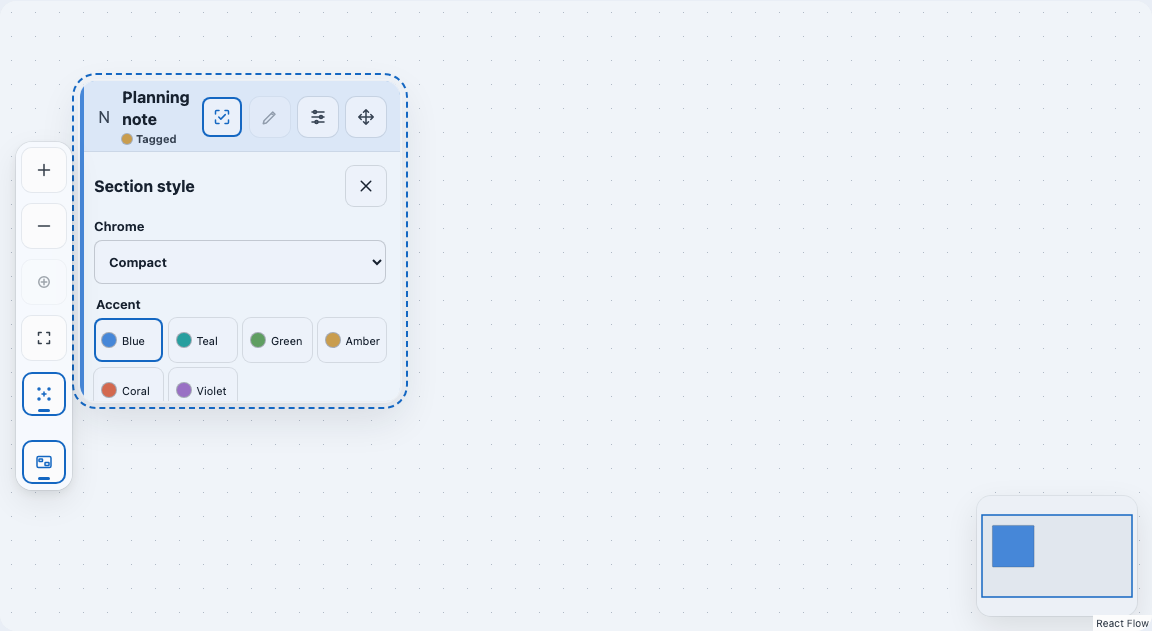 N
Planning
note
Tagged
Section style
Chrome
Compact
Accent
Blue
Teal
Green
Amber
Coral
Violet
React Flow